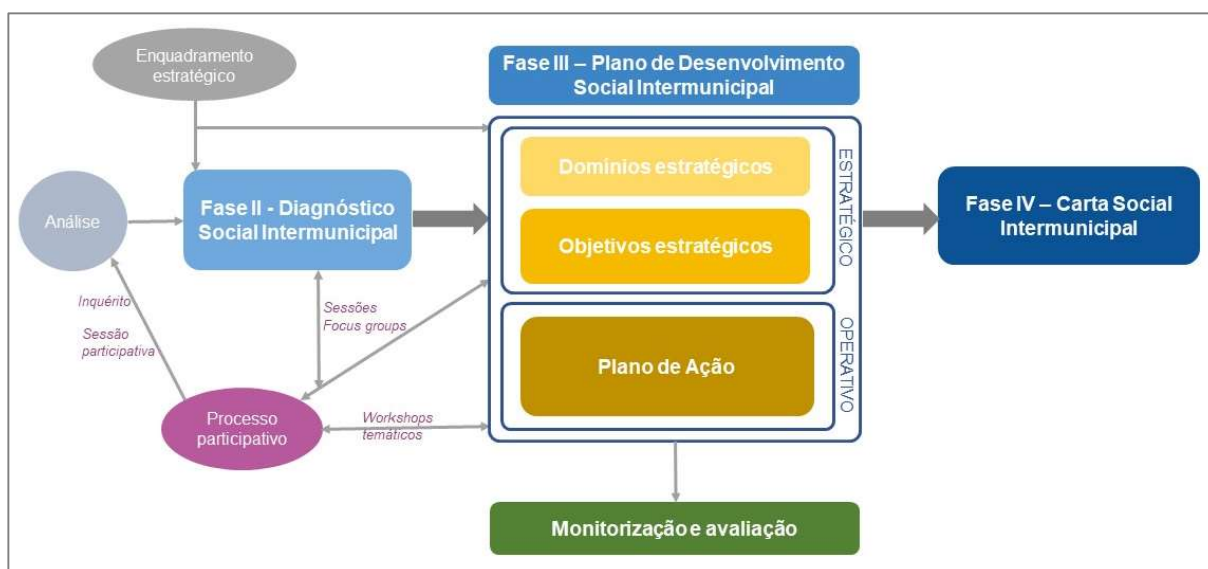 Enquadramento
estratégico
Fase III – Plano de Desenvolvimento
Social Intermunicipal
Domínios estratégicos
ESTRATÉGICO
Análise
Fase II - Diagnóstico
Social Intermunicipal
Fase IV – Carta Social
Intermunicipal
Objetivos estratégicos
Inquérito
Sessão
participativa
Sessões
Focus groups
OPERATIVO
Plano de Ação
Processo
participativo
Workshops
temáticos
Monitorização e avaliação